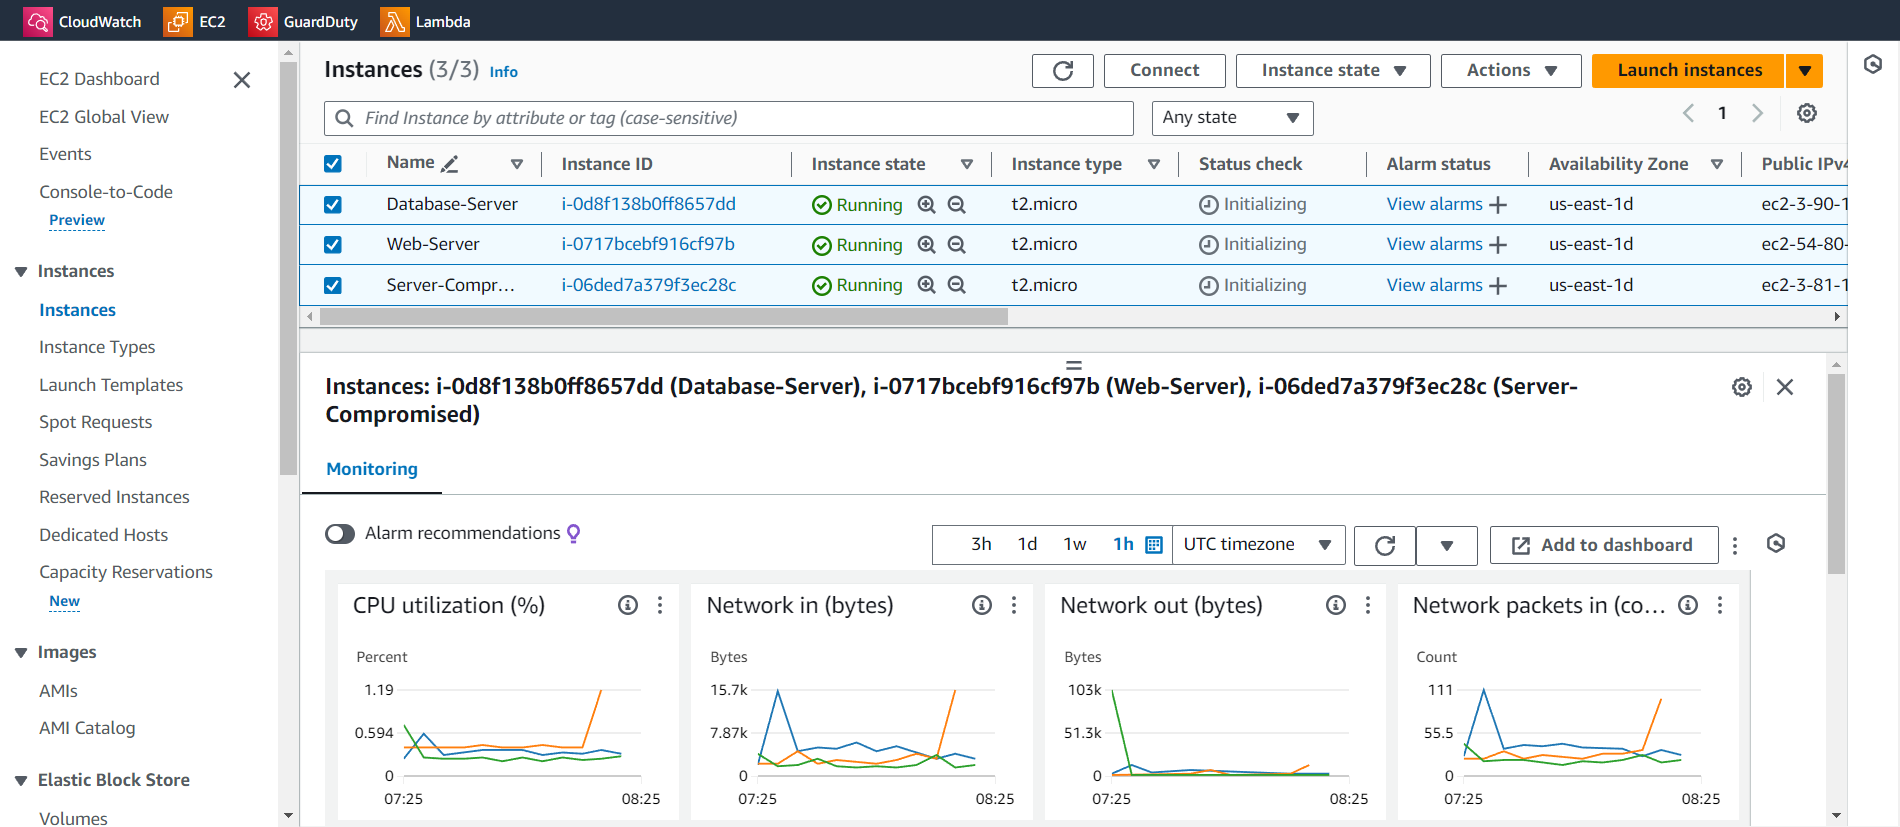 CloudWatch EC2 GuardDuty Lambda
EC2 Dashboard
EC2 Global View
Events
Console-to-Code
Preview
Instances
Instances
Instance Types
Launch Templates
Spot Requests
Savings Plans
Reserved Instances
Dedicated Hosts
Capacity Reservations
New
Images
AMIs
AMI Catalog
Elastic Block Store
Volumes
Instances (3/3) Info
Connect Instance state Actions Launch instances
Find Instance by attribute or tag (case-sensitive) Any state 1
Name Instance ID Instance state Instance type Status check Alarm status Availability Zone Public IPv4
Database-Server i-0d8f138b0ff8657dd Running t2.micro Initializing View alarms us-east-1d ec2-3-90-1
Web-Server i-0717bcebf916cf97b Running t2.micro Initializing View alarms us-east-1d ec2-54-80-
Server-Compr... i-06ded7a379f3ec28c Running t2.micro Initializing View alarms us-east-1d ec2-3-81-1
Instances: i-0d8f138b0ff8657dd (Database-Server), i-0717bcebf916cf97b (Web-Server), i-06ded7a379f3ec28c (Server-
Compromised)
Monitoring
Alarm recommendations 3h 1d 1w 1h UTC timezone Add to dashboard
CPU utilization (%)
Percent
1.19
0.594
0
07:25 08:25
Network in (bytes)
Bytes
15.7k
7.87k
0
07:25 08:25
Network out (bytes)
Bytes
103k
51.3k
0
07:25 08:25
Network packets in (co...
Count
111
55.5
0
07:25 08:25